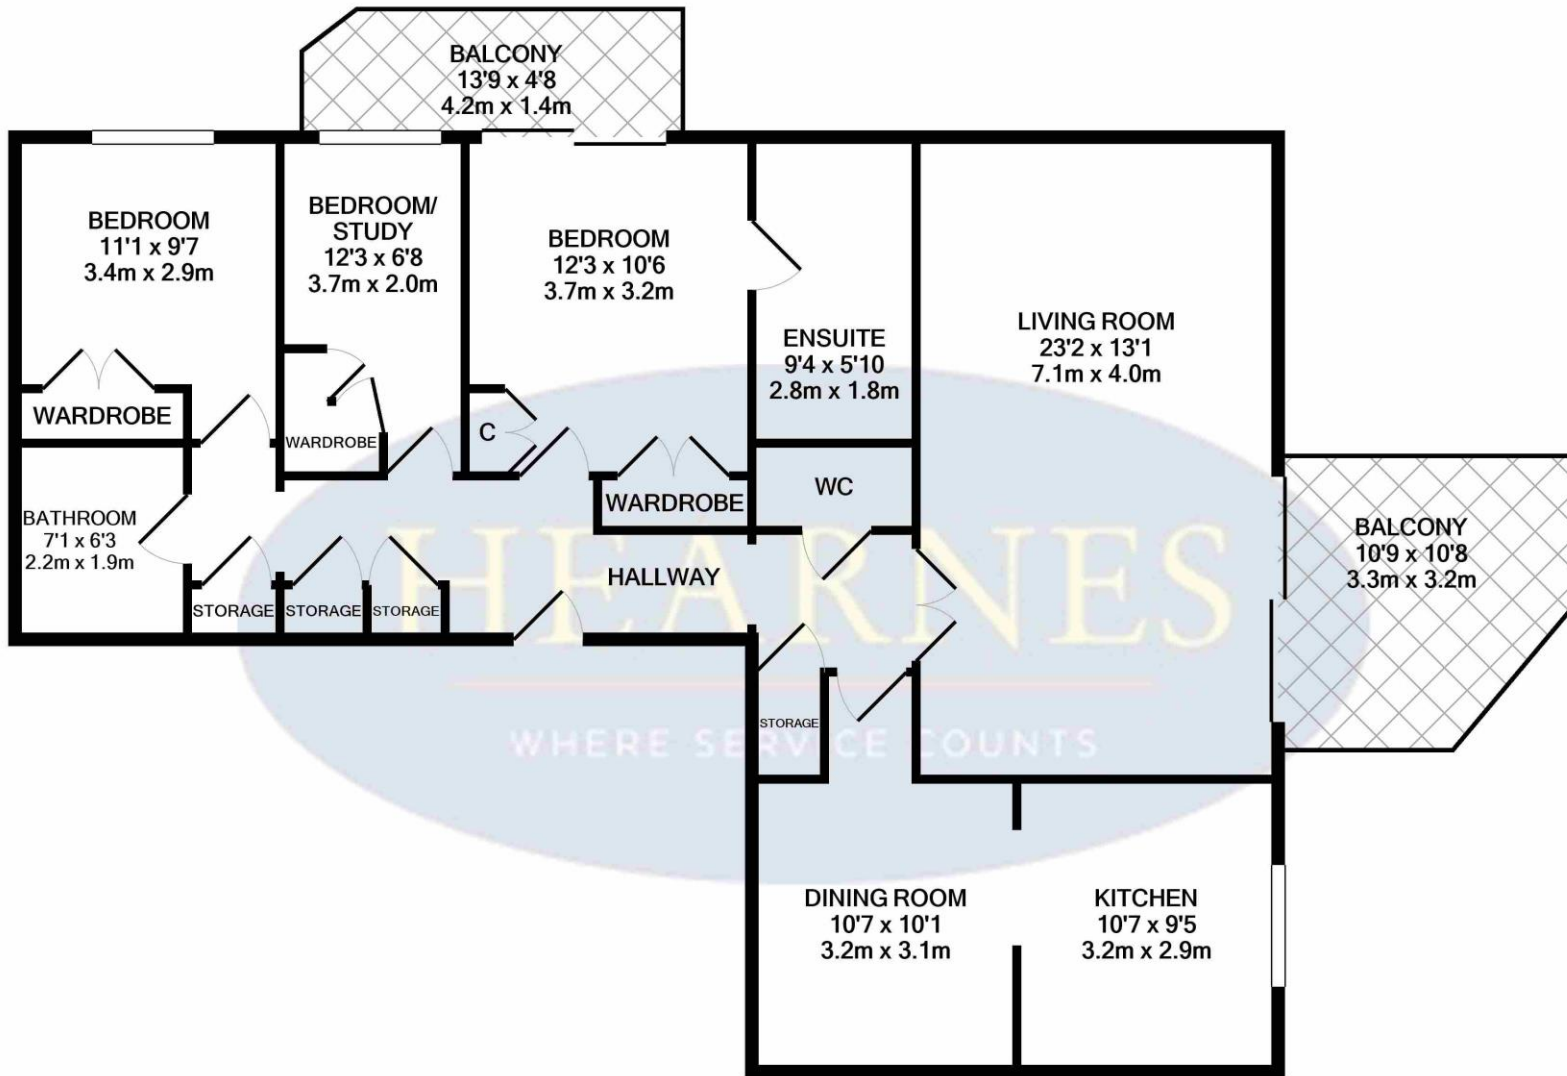 BALCONY
13'9 x 4'8
4.2m x 1.4m
BEDROOM
11'1 x 9'7
3.4m x 2.9m
BEDROOM/
STUDY
12'3 x 6'8
3.7m x 2.0m
BEDROOM
12'3 x 10'6
3.7m x 3.2m
ENSUITE
9'4 x 5'10
2.8m x 1.8m
LIVING ROOM
23'2 x 13'1
7.1m x 4.0m
WARDROBE
WARDROBE
C
WARDROBE
WC
BATHROOM
7'1 x 6'3
2.2m x 1.9m
BALCONY
10'9 x 10'8
3.3m x 3.2m
HALLWAY
STORAGE
STORAGE
STORAGE
STORAGE
HEARNES
WHERE SERVICE COUNTS
DINING ROOM
10'7 x 10'1
3.2m x 3.1m
KITCHEN
10'7 x 9'5
3.2m x 2.9m